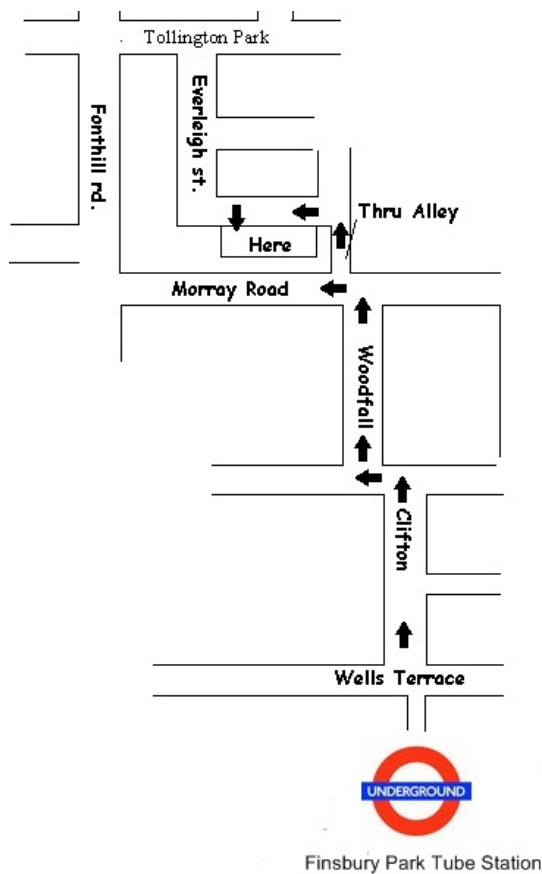 Tollington Park
Fonthill rd.
Everleigh st.
Thru Alley
Here
Morray Road
Woodfall
Clifton
Wells Terrace
UNDERGROUND
Finsbury Park Tube Station